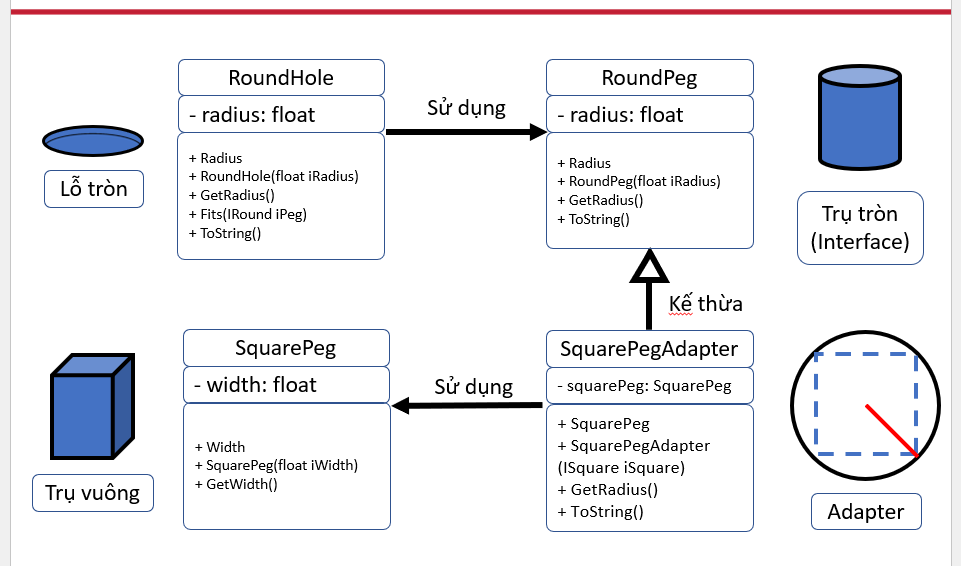 RoundHole
- radius: float
+ Radius
+ RoundHole(float iRadius)
+ GetRadius()
+ Fits(IRound iPeg)
+ ToString()
Lỗ tròn
Sử dụng
RoundPeg
- radius: float
+ Radius
+ RoundPeg(float iRadius)
+ GetRadius()
+ ToString()
Trụ tròn
(Interface)
Kế thừa
SquarePeg
- width: float
+ Width
+ SquarePeg(float iWidth)
+ GetWidth()
Trụ vuông
Sử dụng
SquarePegAdapter
- squarePeg: SquarePeg
+ SquarePeg
+ SquarePegAdapter
(ISquare iSquare)
+ GetRadius()
+ ToString()
Adapter